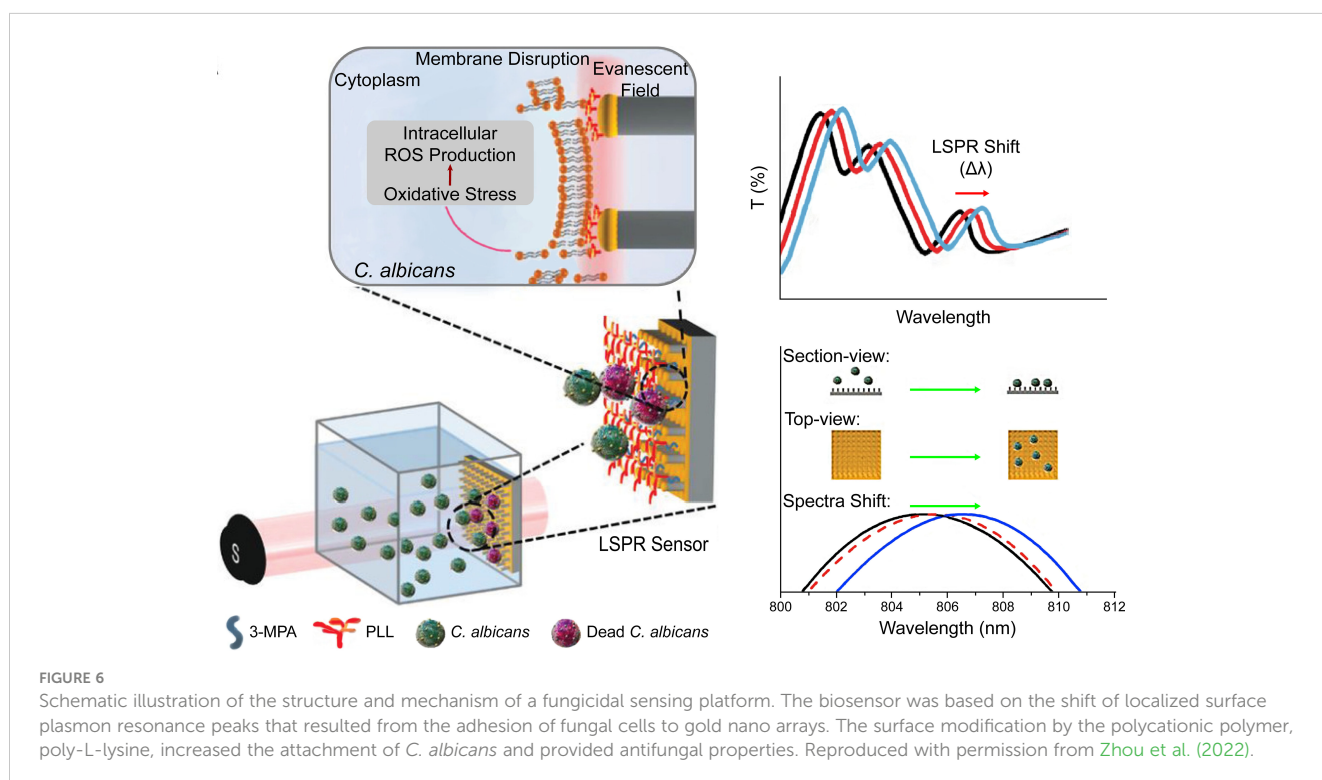 Membrane Disruption
Cytoplasm
Evanescent
Field
Intracellular
ROS Production
Oxidative Stress
C. albicans
S
LSPR Sensor
3-MPA
PLL
C. albicans
Dead C. albicans
T (%)
LSPR Shift
(Δλ)
Wavelength
Section-view:
Top-view:
Spectra Shift:
800 802 804 806 808 810 812
Wavelength (nm)
FIGURE 6
Schematic illustration of the structure and mechanism of a fungicidal sensing platform. The biosensor was based on the shift of localized surface
plasmon resonance peaks that resulted from the adhesion of fungal cells to gold nano arrays. The surface modification by the polycationic polymer,
poly-L-lysine, increased the attachment of C. albicans and provided antifungal properties. Reproduced with permission from Zhou et al. (2022).